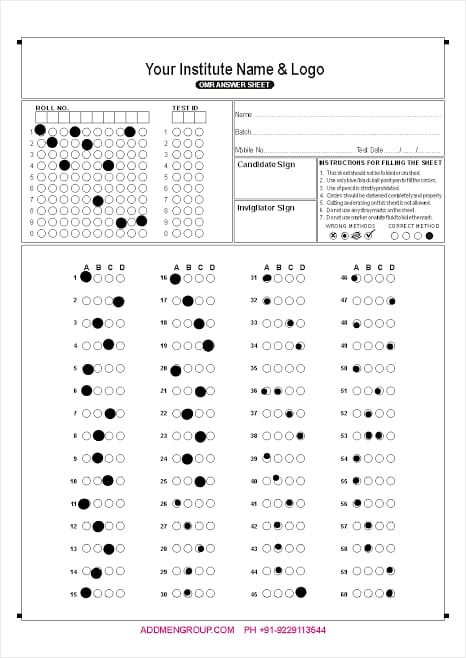 Your Institute Name & Logo
OMR ANSWER SHEET
ROLL NO.
TEST ID
1
2
3
4
5
6
7
8
9
0
Name
Batch
Mobile No. Test Date ....../....../......
Candidate Sign
Invigilator Sign
INSTRUCTIONS FOR FILLING THE SHEET
1. This sheet should not be folded or crushed.
2. Use only blue/black ball point pen to fill the circles.
3. Use of pencil is strictly prohibited.
4. Circles should be darkened completely and properly.
5. Cutting and erasing on this sheet is not allowed.
6. Do not use any stray marks on the sheet.
7. Do not use marker or white fluid to hide the mark.
WRONG METHODS CORRECT METHOD
A B C D A B C D A B C D A B C D
1 16 31 46
2 17 32 47
3 18 33 48
4 19 34 49
5 20 35 50
6 21 36 51
7 22 37 52
8 23 38 53
9 24 39 54
10 25 40 55
11 26 41 56
12 27 42 57
13 28 43 58
14 29 44 59
15 30 45 60
ADDMENGROUP.COM PH +91-9229113544